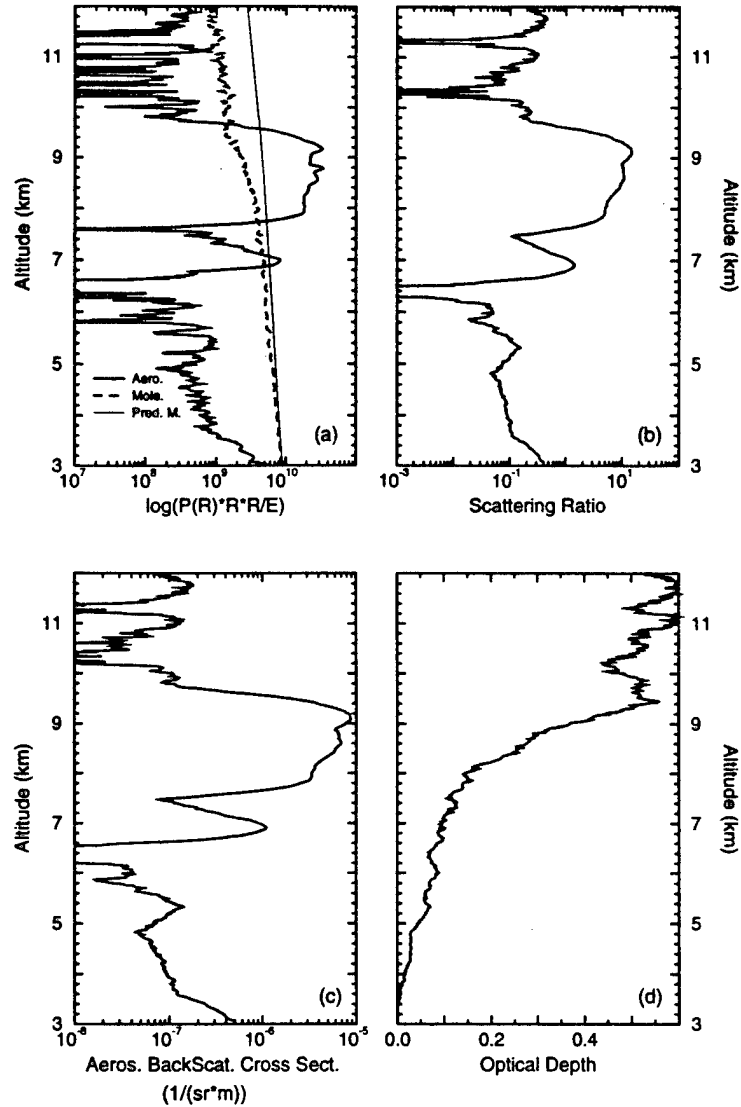 11
9
7
5
3
Altitude (km)
Aero.
Mole.
Pred. M.
(a)
10^7 10^8 10^9 10^10
log(P(R)*R*R/E)
11
9
7
5
3
Altitude (km)
(b)
10^-3 10^-1 10^1
Scattering Ratio
11
9
7
5
3
Altitude (km)
(c)
10^-8 10^-7 10^-6 10^-5
Aeros. BackScat. Cross Sect.
(1/(sr*m))
11
9
7
5
3
Altitude (km)
(d)
0.0 0.2 0.4
Optical Depth